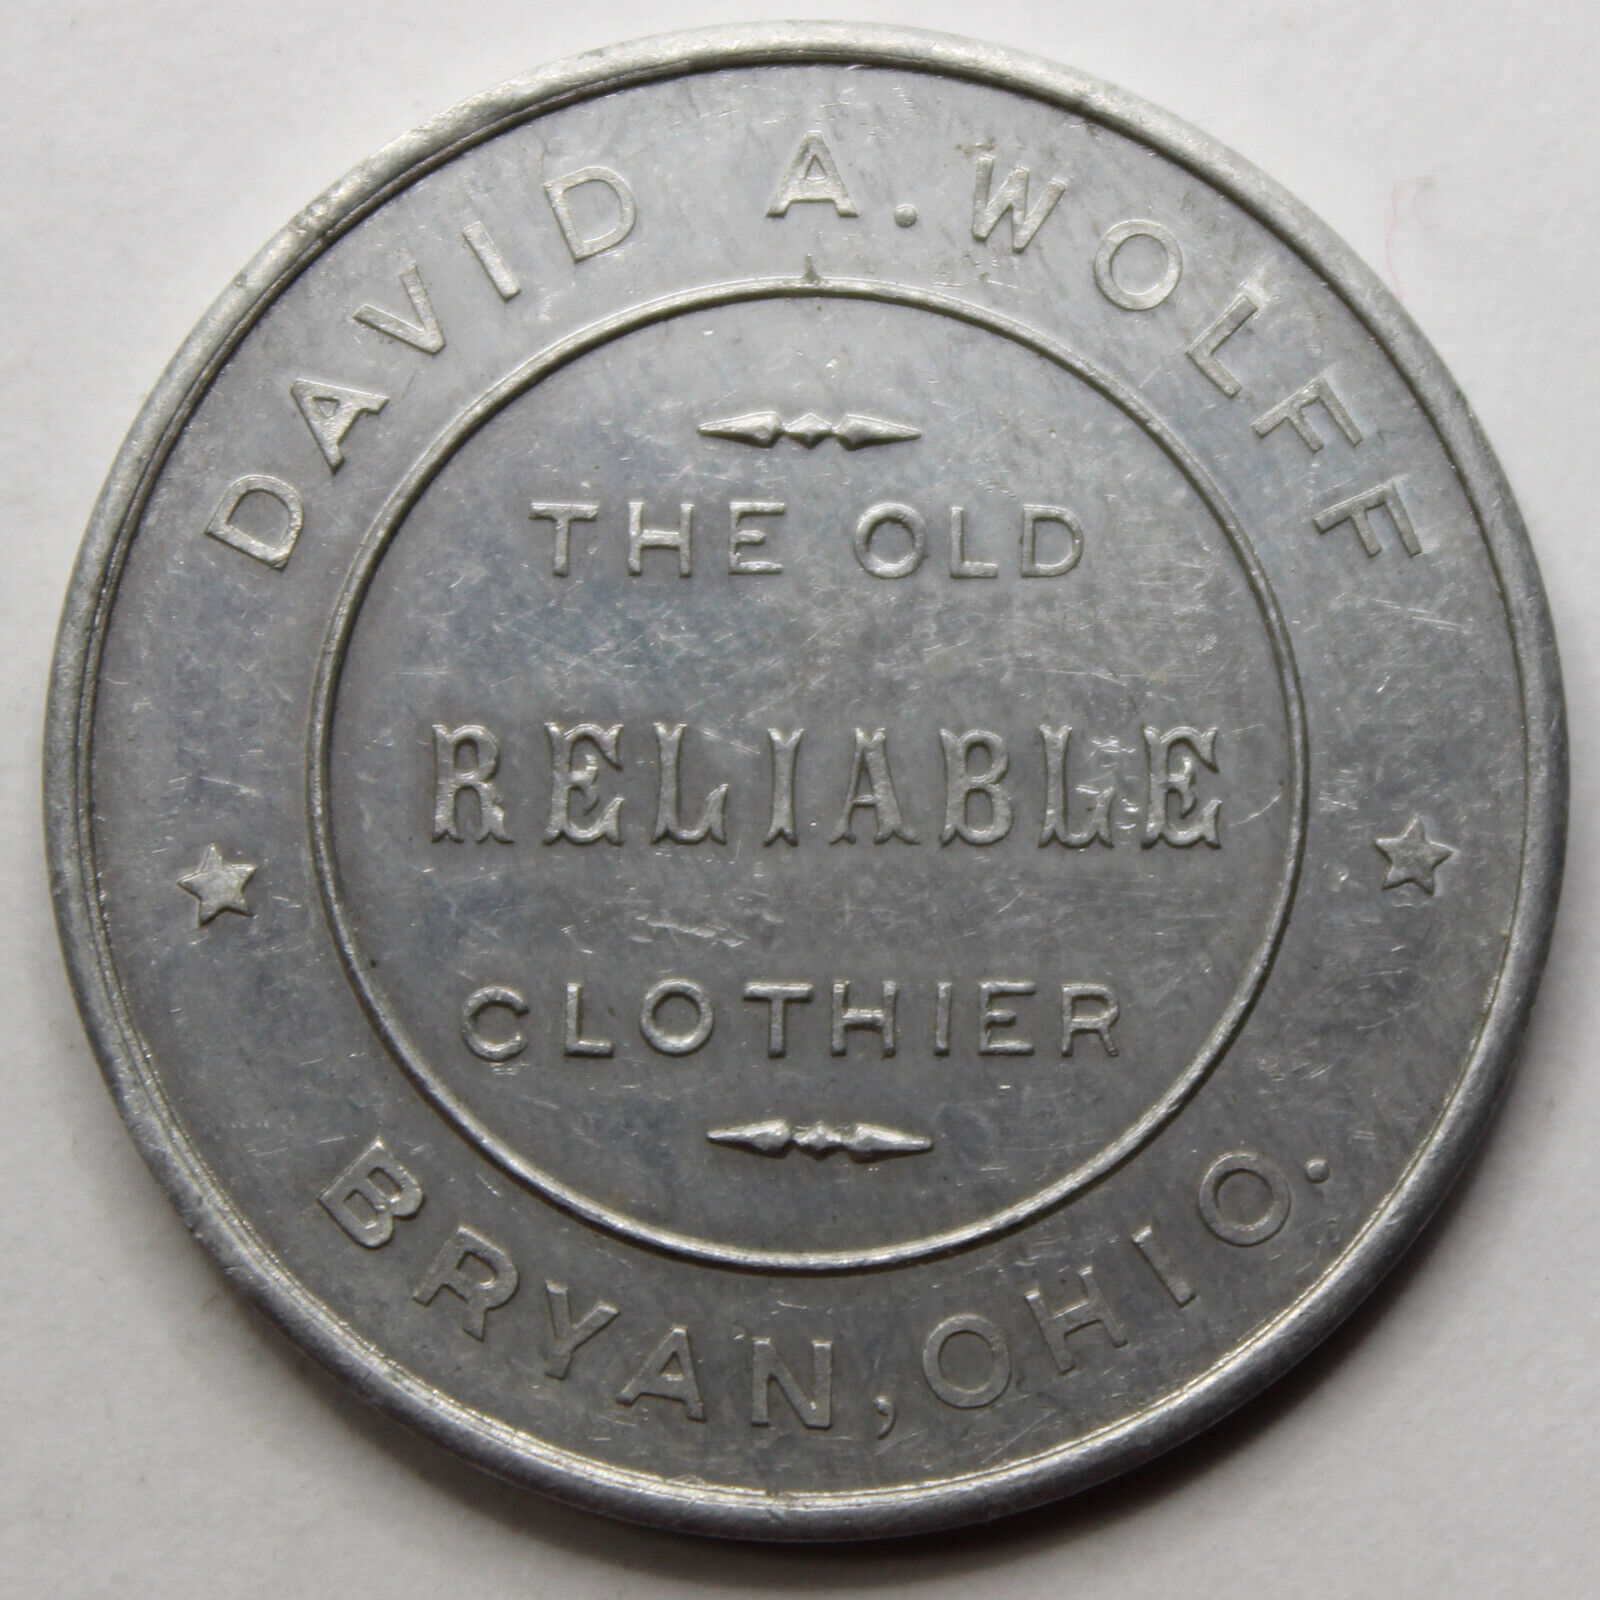 DAVID A. WOLFF
THE OLD
RELIABLE
CLOTHIER
BRYAN, OHIO.